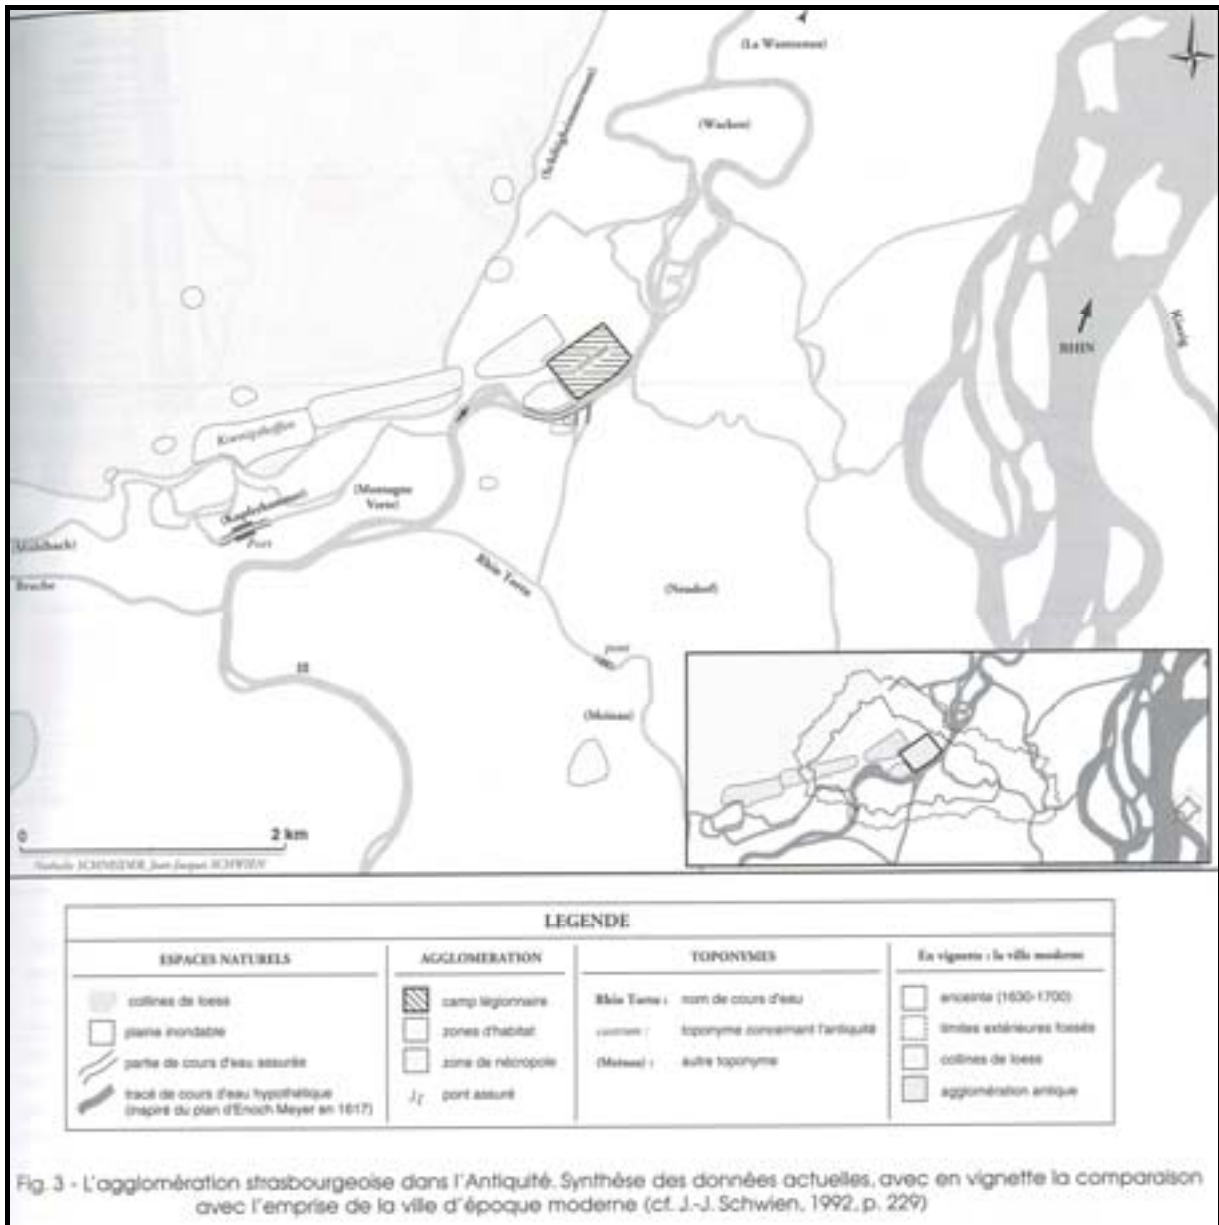 (La Wantzenau)
(Wacken)
RHIN
Kinzig
Koenigshoffen
(Montagne
Verte)
Port
Bruche
Rhin Tortu
(Neudorf)
pont
Ill
(Meinau)
0
2 km
Nathalie SCHNEIDER, Jean-Jacques SCHWIEN
LEGENDE
ESPACES NATURELS
collines de loess
plaine inondable
partie de cours d'eau assurée
tracé de cours d'eau hypothétique
(inspiré du plan d'Enoch Meyer en 1617)
AGGLOMERATION
camp légionnaire
zones d'habitat
zone de nécropole
pont assuré
TOPONYMES
Rhin Tortu : nom de cours d'eau
toponyme concernant l'antiquité
(Meinau) : autre toponyme
En vignette : la ville moderne
enceinte (1630-1700)
limites extérieures fossés
collines de loess
agglomération antique
Fig. 3 - L'agglomération strasbourgeoise dans l'Antiquité. Synthèse des données actuelles, avec en vignette la comparaison
avec l'emprise de la ville d'époque moderne (cf. J.-J. Schwien, 1992, p. 229)